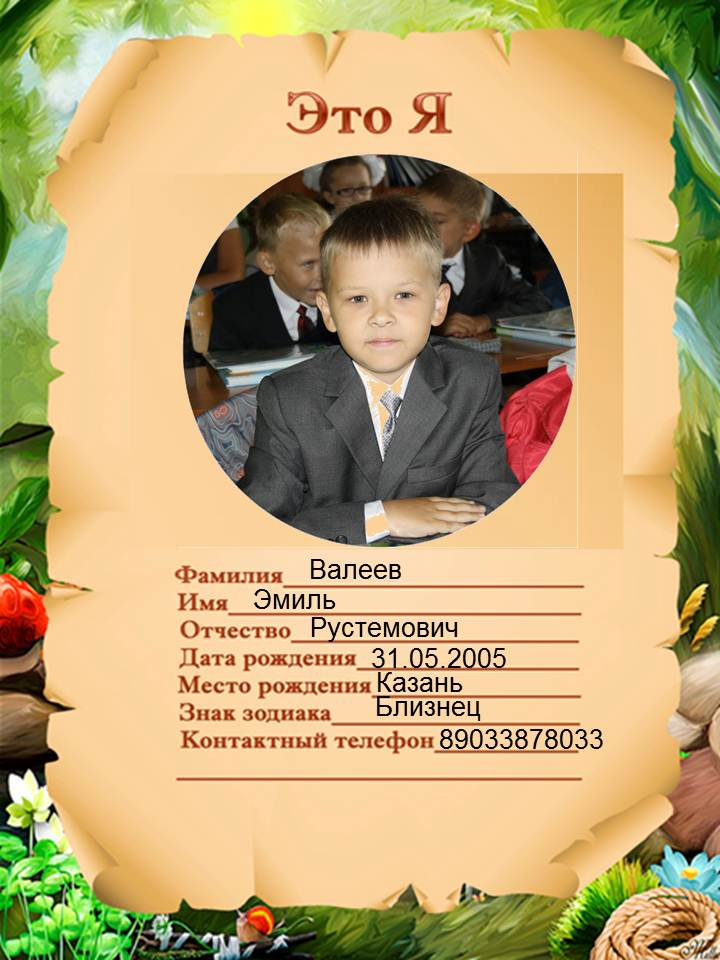 Это Я
Фамилия Валеев
Имя Эмиль
Отчество Рустемович
Дата рождения 31.05.2005
Место рождения Казань
Знак зодиака Близнец
Контактный телефон 89033878033